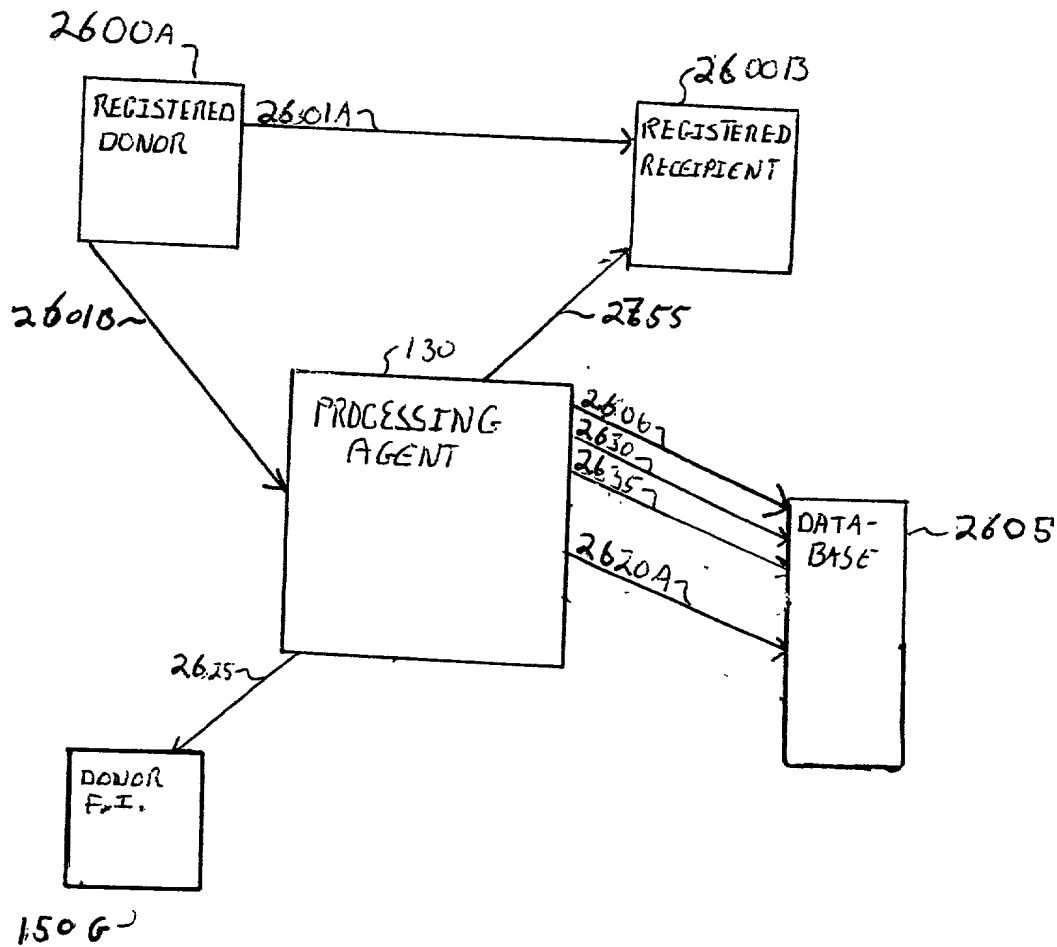 2600A
2600B
REGISTERED
DONOR
2601A
REGISTERED
RECEIPIENT
2601B
2655
130
PROCESSING
AGENT
2606
2630
2635
DATA-
BASE
2605
2620A
2625
DONOR
F.I.
150G